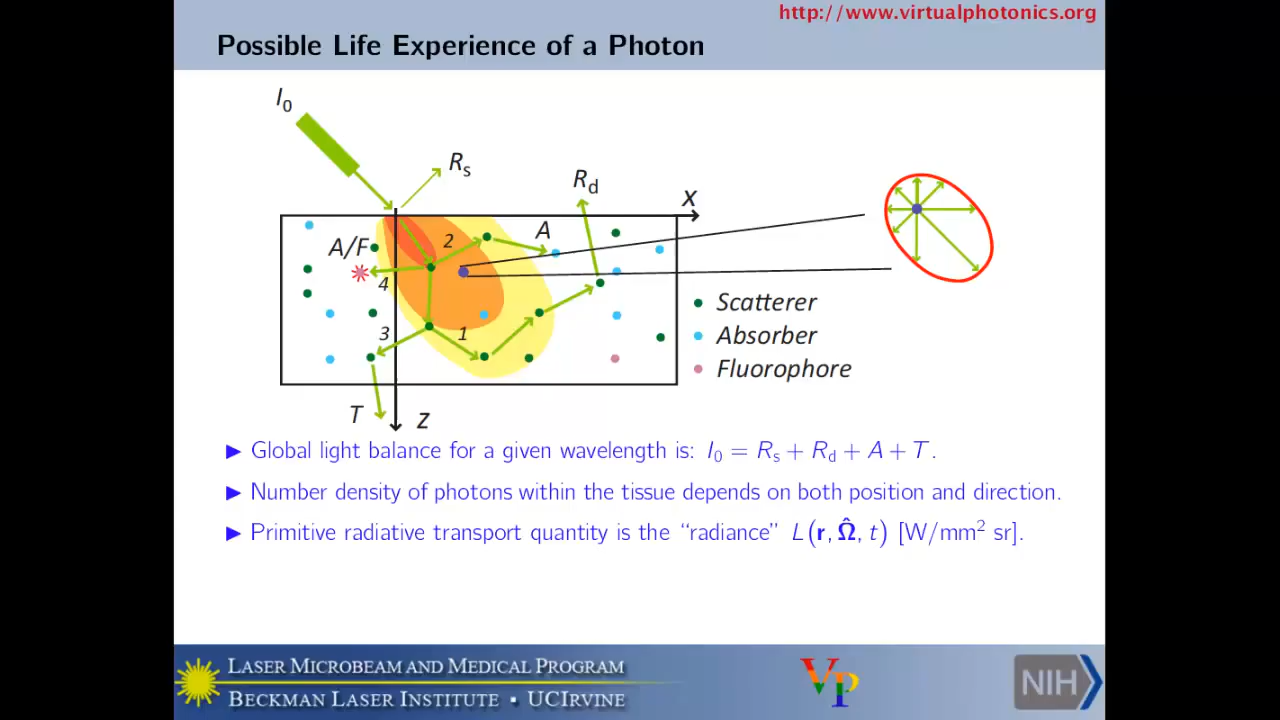 http://www.virtualphotonics.org
Possible Life Experience of a Photon
I₀
Rₛ
R_d
x
A/F
2
A
4
3
1
T
z
Scatterer
Absorber
Fluorophore
▶ Global light balance for a given wavelength is: I₀ = Rₛ + R_d + A + T.
▶ Number density of photons within the tissue depends on both position and direction.
▶ Primitive radiative transport quantity is the “radiance” L(r, Ω̂, t) [W/mm² sr].
LASER MICROBEAM AND MEDICAL PROGRAM
BECKMAN LASER INSTITUTE ▪ UCIRVINE
VP
NIH